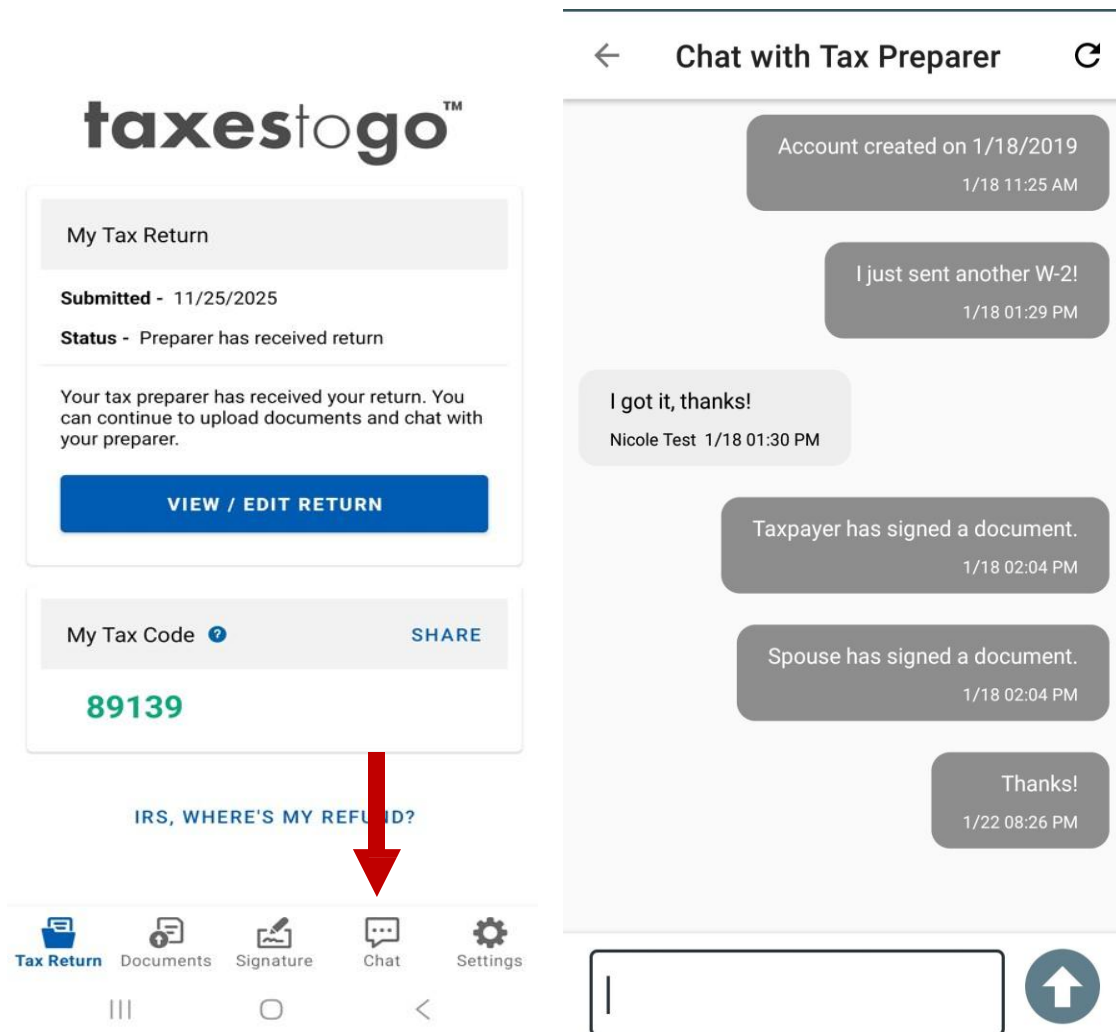 taxestogo™
My Tax Return
Submitted - 11/25/2025
Status - Preparer has received return
Your tax preparer has received your return. You
can continue to upload documents and chat with
your preparer.
VIEW / EDIT RETURN
My Tax Code ?
SHARE
89139
IRS, WHERE'S MY REFUND?
Tax Return
Documents
Signature
Chat
Settings
Chat with Tax Preparer
Account created on 1/18/2019
1/18 11:25 AM
I just sent another W-2!
1/18 01:29 PM
I got it, thanks!
Nicole Test 1/18 01:30 PM
Taxpayer has signed a document.
1/18 02:04 PM
Spouse has signed a document.
1/18 02:04 PM
Thanks!
1/22 08:26 PM